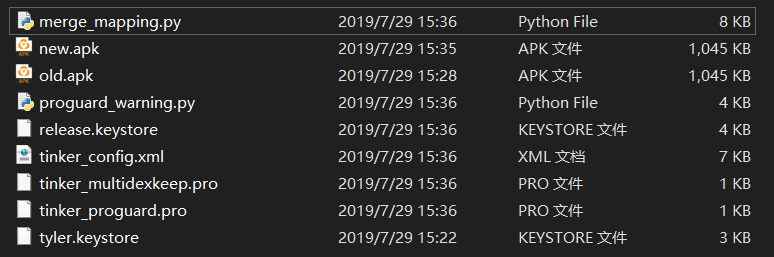 merge_mapping.py 2019/7/29 15:36 Python File 8 KB
new.apk 2019/7/29 15:35 APK 文件 1,045 KB
old.apk 2019/7/29 15:28 APK 文件 1,045 KB
proguard_warning.py 2019/7/29 15:36 Python File 4 KB
release.keystore 2019/7/29 15:36 KEYSTORE 文件 4 KB
tinker_config.xml 2019/7/29 15:36 XML 文档 7 KB
tinker_multidexkeep.pro 2019/7/29 15:36 PRO 文件 1 KB
tinker_proguard.pro 2019/7/29 15:36 PRO 文件 1 KB
tyler.keystore 2019/7/29 15:22 KEYSTORE 文件 3 KB